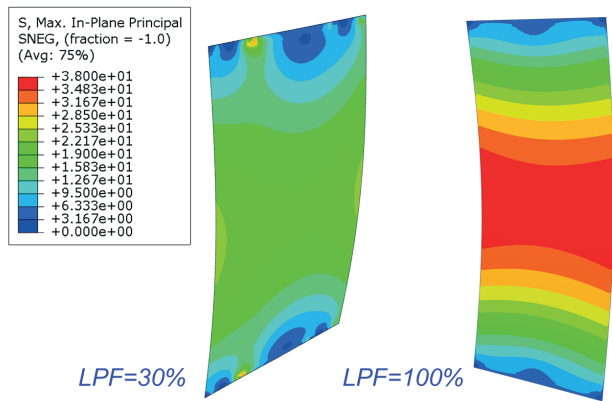 S, Max. In-Plane Principal
SNEG, (fraction = -1.0)
(Avg: 75%)
+3.800e+01
+3.483e+01
+3.167e+01
+2.850e+01
+2.533e+01
+2.217e+01
+1.900e+01
+1.583e+01
+1.267e+01
+9.500e+00
+6.333e+00
+3.167e+00
+0.000e+00
LPF=30%
LPF=100%